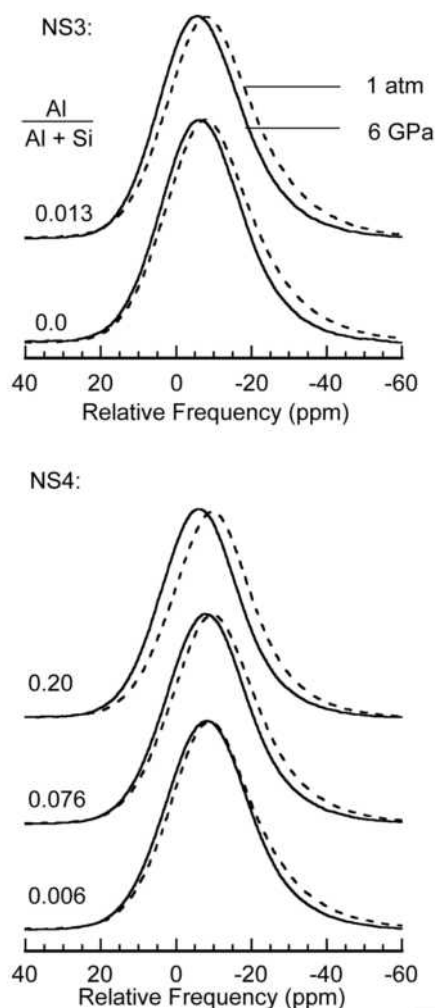 NS3:
Al
Al + Si
1 atm
6 GPa
0.013
0.0
40 20 0 -20 -40 -60
Relative Frequency (ppm)
NS4:
0.20
0.076
0.006
40 20 0 -20 -40 -60
Relative Frequency (ppm)